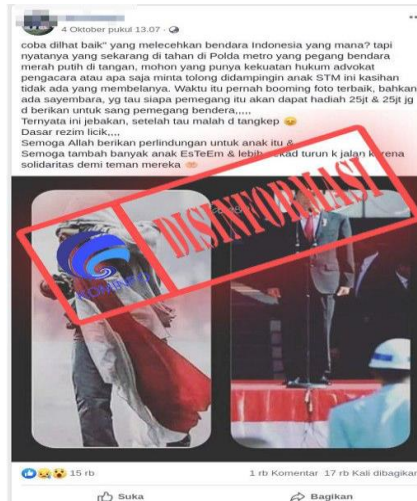 4 Oktober pukul 13.07 ·
coba dilhat baik" yang melecehkan bendara Indonesia yang mana? tapi
nyatanya yang sekarang di tahan di Polda metro yang pegang bendera
merah putih di tangan, mohon yang punya kekuatan hukum advokat
pengacara atau apa saja minta tolong didampingin anak STM ini kasihan
tidak ada yang membelanya. Waktu itu pernah booming foto terbaik, bahkan
ada sayembara, yg tau siapa pemegang itu akan dapat hadiah 25jt & 25jt jg
d berikan untuk sang pemegang bendera,,,,,
Ternyata ini jebakan, setelah tau malah d tangkep
Dasar rezim licik,,,,
Semoga Allah berikan perlindungan untuk anak itu &
Semoga tambah banyak anak EsTeEm & lebih tekad turun k jalan karena
solidaritas demi teman mereka
DISINFORMASI
KOMINFO
15 rb
1 rb Komentar 17 rb Kali dibagikan
Suka
Bagikan